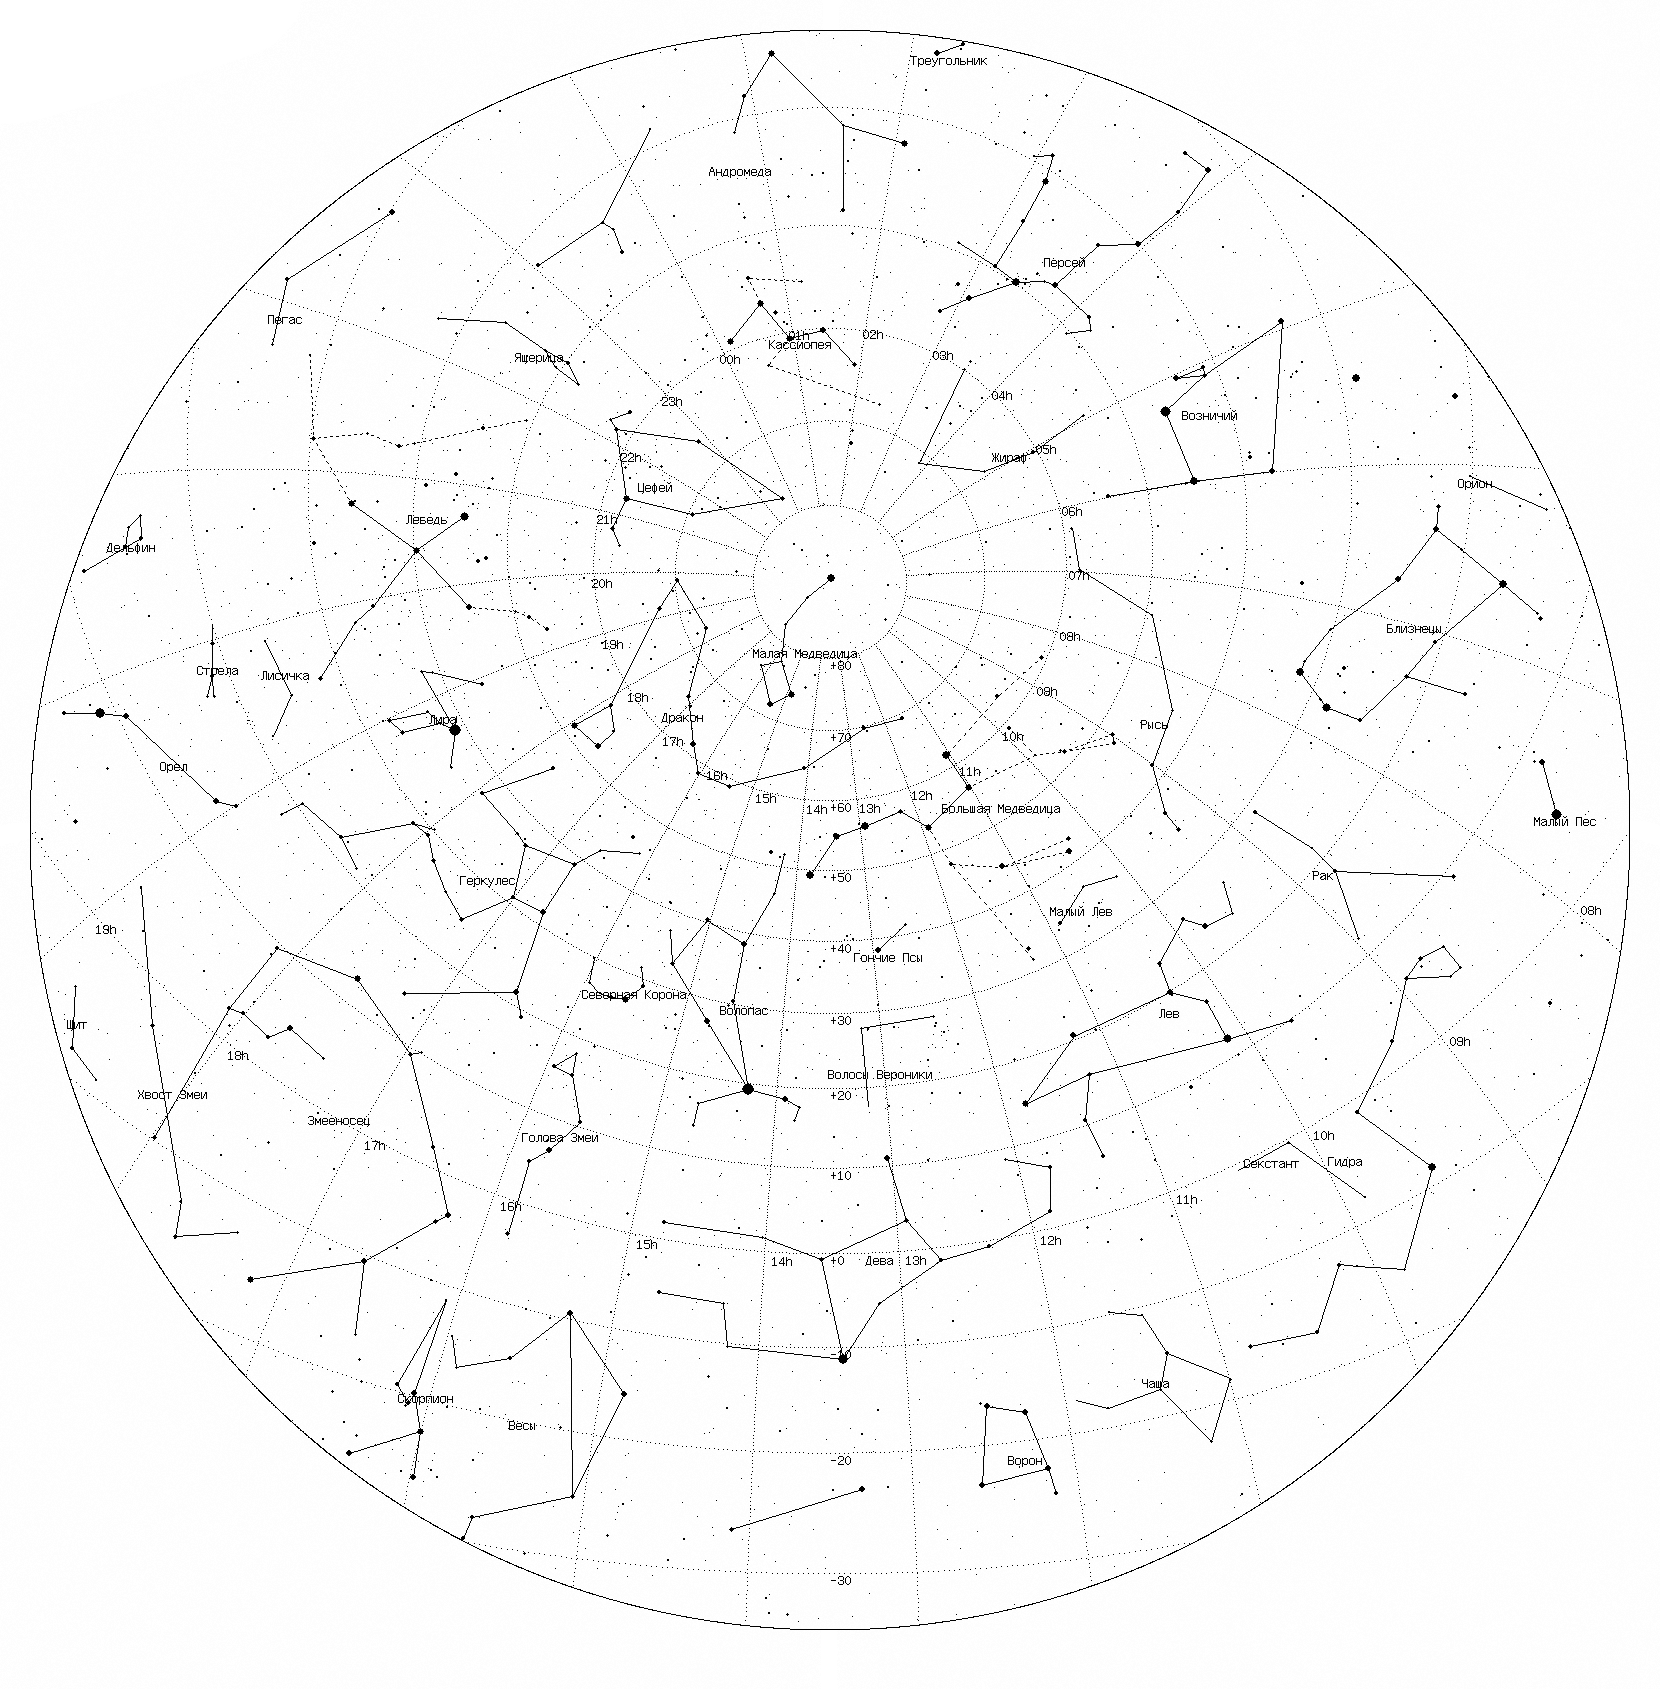 Треугольник
Андромеда
Персей
Пегас
01h
02h
Кассиопея
00h
03h
Ящерица
23h
04h
Возничий
22h
Жираф
05h
Цефей
Орион
Лебедь
21h
06h
Дельфин
20h
07h
Близнецы
19h
08h
Малая Медведица
+80
Стрела
Лисичка
18h
09h
Дракон
Лира
Рысь
17h
+70
10h
Орел
16h
11h
15h
12h
14h
+60
13h
Большая Медведица
Малый Пес
Геркулес
+50
Рак
Малый Лев
08h
19h
+40
Гончие Псы
Северная Корона
Волопас
+30
Лев
Щит
18h
09h
Волосы Вероники
Хвост Змеи
+20
Змееносец
17h
Голова Змеи
10h
+10
Секстант
Гидра
16h
11h
15h
12h
14h
+0
Дева
13h
Чаша
Скорпион
Весы
-20
Ворон
-30